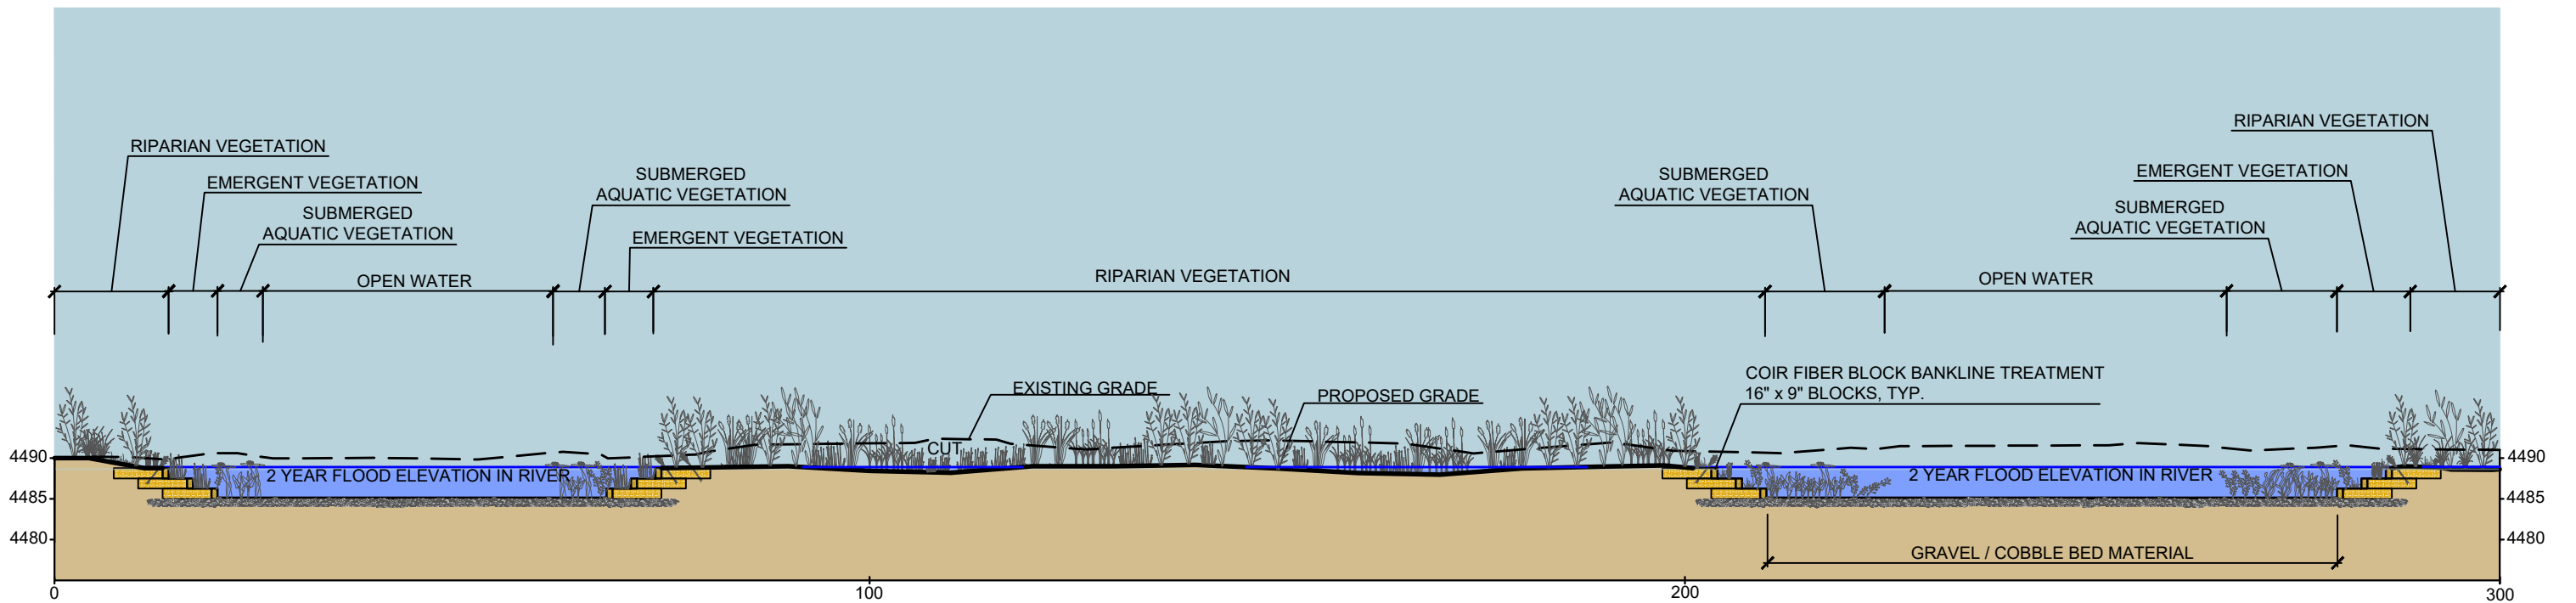 RIPARIAN VEGETATION
EMERGENT VEGETATION
SUBMERGED
AQUATIC VEGETATION
OPEN WATER
SUBMERGED
AQUATIC VEGETATION
EMERGENT VEGETATION
RIPARIAN VEGETATION
SUBMERGED
AQUATIC VEGETATION
OPEN WATER
RIPARIAN VEGETATION
EMERGENT VEGETATION
SUBMERGED
AQUATIC VEGETATION
EXISTING GRADE
PROPOSED GRADE
COIR FIBER BLOCK BANKLINE TREATMENT
16" x 9" BLOCKS, TYP.
CUT
2 YEAR FLOOD ELEVATION IN RIVER
2 YEAR FLOOD ELEVATION IN RIVER
GRAVEL / COBBLE BED MATERIAL
4490
4485
4480
4490
4485
4480
0
100
200
300